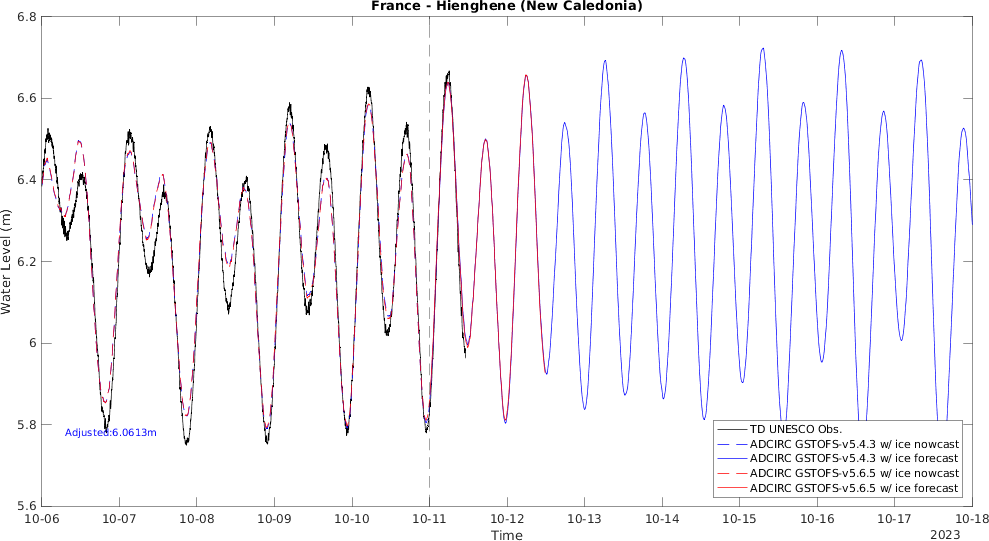 France - Hienghene (New Caledonia)
6.8
6.6
6.4
6.2
6
5.8
5.6
Water Level (m)
Adjusted:6.0613m
TD UNESCO Obs.
ADCIRC GSTOFS-v5.4.3 w/ ice nowcast
ADCIRC GSTOFS-v5.4.3 w/ ice forecast
ADCIRC GSTOFS-v5.6.5 w/ ice nowcast
ADCIRC GSTOFS-v5.6.5 w/ ice forecast
10-06 10-07 10-08 10-09 10-10 10-11 10-12 10-13 10-14 10-15 10-16 10-17 10-18
Time
2023